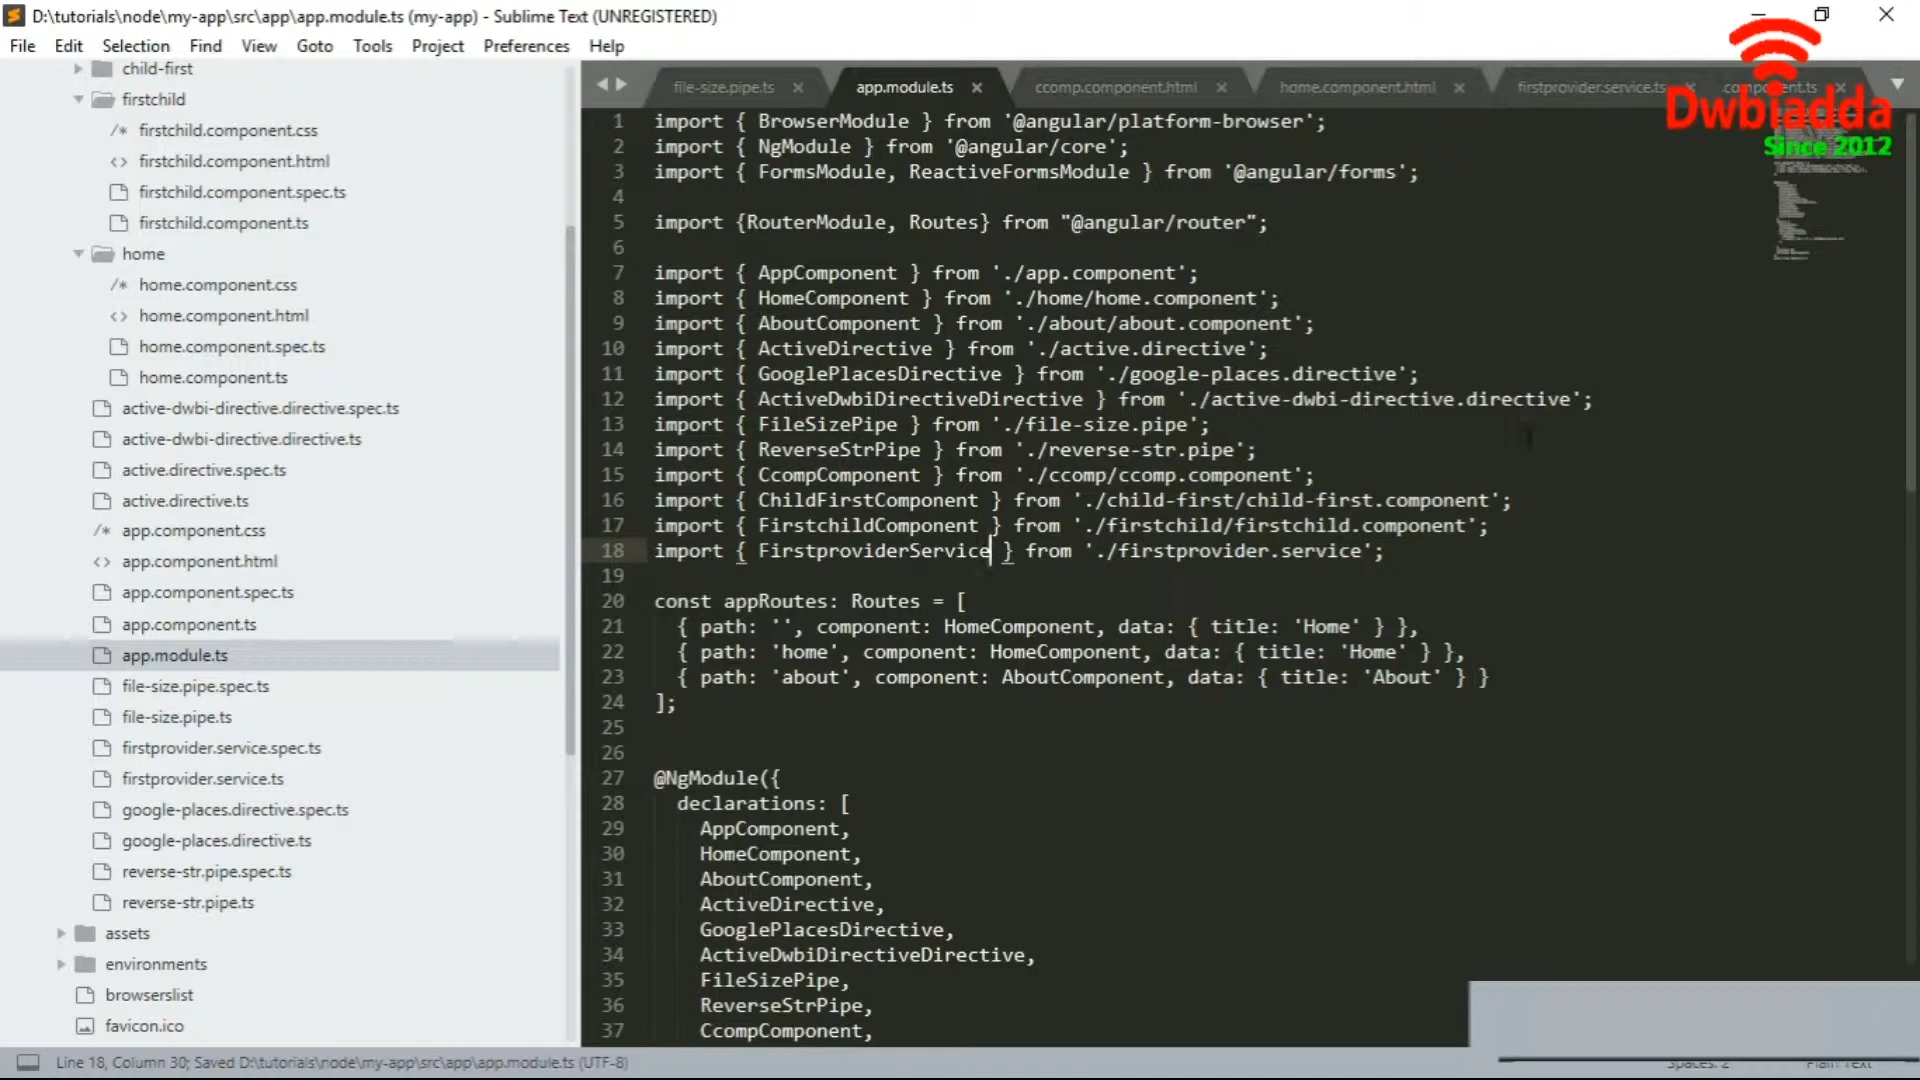 D:\tutorials\node\my-app\src\app\app.module.ts (my-app) - Sublime Text (UNREGISTERED)
File Edit Selection Find View Goto Tools Project Preferences Help
child-first
firstchild
/* firstchild.component.css
<> firstchild.component.html
firstchild.component.spec.ts
firstchild.component.ts
home
/* home.component.css
<> home.component.html
home.component.spec.ts
home.component.ts
active-dwbi-directive.directive.spec.ts
active-dwbi-directive.directive.ts
active.directive.spec.ts
active.directive.ts
/* app.component.css
<> app.component.html
app.component.spec.ts
app.component.ts
app.module.ts
file-size.pipe.spec.ts
file-size.pipe.ts
firstprovider.service.spec.ts
firstprovider.service.ts
google-places.directive.spec.ts
google-places.directive.ts
reverse-str.pipe.spec.ts
reverse-str.pipe.ts
assets
environments
browserslist
favicon.ico
file-size.pipe.ts app.module.ts ccomp.component.html home.component.html firstprovider.service.ts component.ts
Dwbiadda
Since 2012
1 import { BrowserModule } from '@angular/platform-browser';
2 import { NgModule } from '@angular/core';
3 import { FormsModule, ReactiveFormsModule } from '@angular/forms';
4
5 import {RouterModule, Routes} from "@angular/router";
6
7 import { AppComponent } from './app.component';
8 import { HomeComponent } from './home/home.component';
9 import { AboutComponent } from './about/about.component';
10 import { ActiveDirective } from './active.directive';
11 import { GooglePlacesDirective } from './google-places.directive';
12 import { ActiveDwbiDirectiveDirective } from './active-dwbi-directive.directive';
13 import { FileSizePipe } from './file-size.pipe';
14 import { ReverseStrPipe } from './reverse-str.pipe';
15 import { CcompComponent } from './ccomp/ccomp.component';
16 import { ChildFirstComponent } from './child-first/child-first.component';
17 import { FirstchildComponent } from './firstchild/firstchild.component';
18 import { FirstproviderService } from './firstprovider.service';
19
20 const appRoutes: Routes = [
21 { path: '', component: HomeComponent, data: { title: 'Home' } },
22 { path: 'home', component: HomeComponent, data: { title: 'Home' } },
23 { path: 'about', component: AboutComponent, data: { title: 'About' } }
24 ];
25
26
27 @NgModule({
28 declarations: [
29 AppComponent,
30 HomeComponent,
31 AboutComponent,
32 ActiveDirective,
33 GooglePlacesDirective,
34 ActiveDwbiDirectiveDirective,
35 FileSizePipe,
36 ReverseStrPipe,
37 CcompComponent,
Line 18, Column 30; Saved D:\tutorials\node\my-app\src\app\app.module.ts (UTF-8)
Spaces: 2 Plain Text